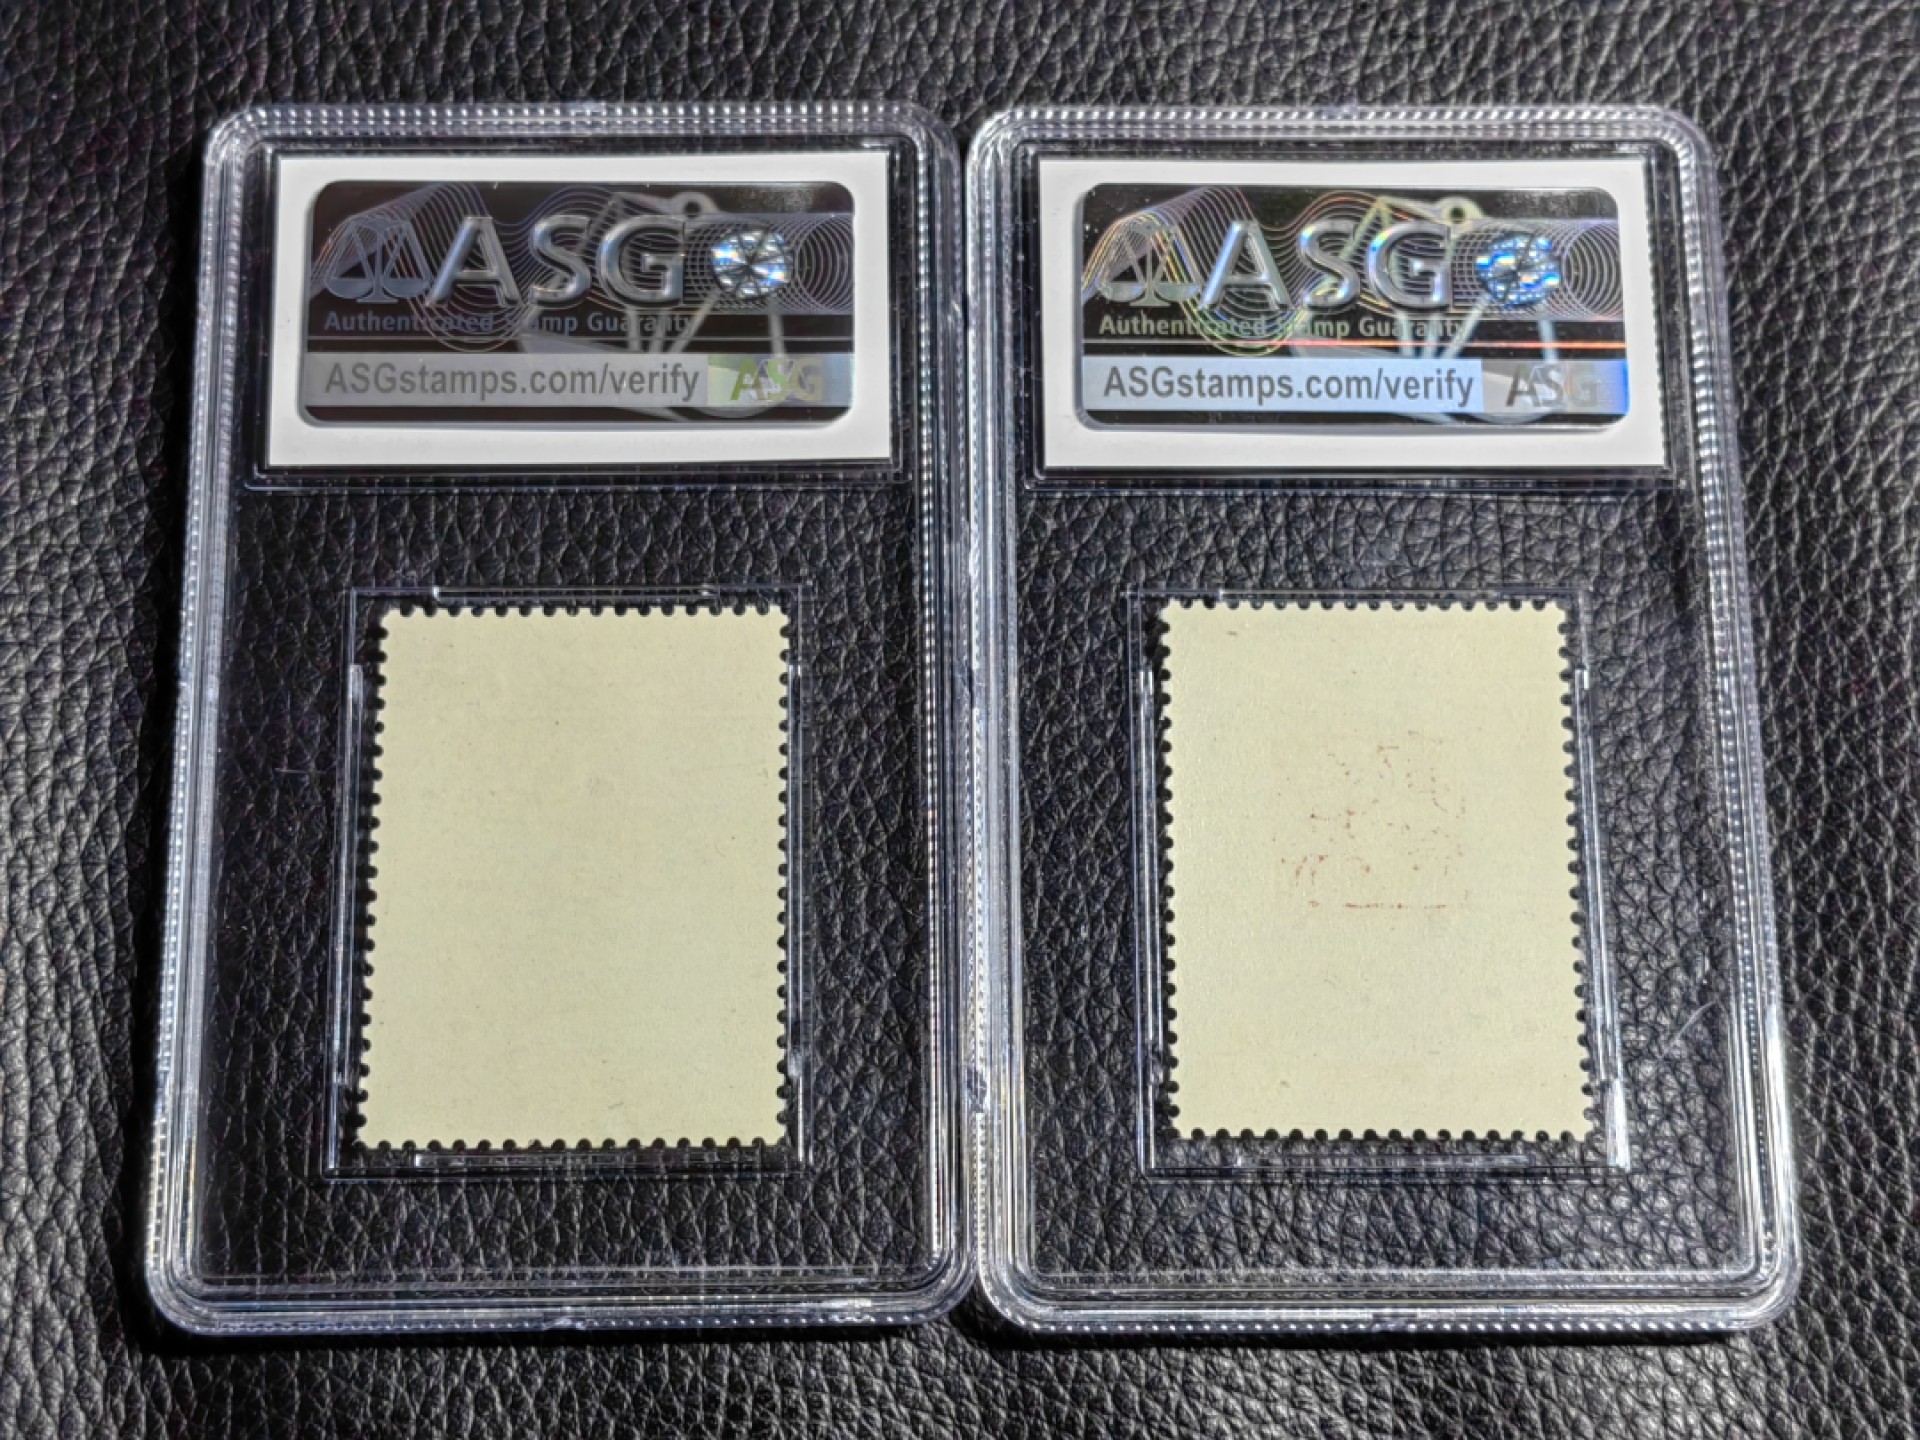 ASG
Authenticated Stamp Guaranty
ASGstamps.com/verify ASG
ASG
Authenticated Stamp Guaranty
ASGstamps.com/verify ASG